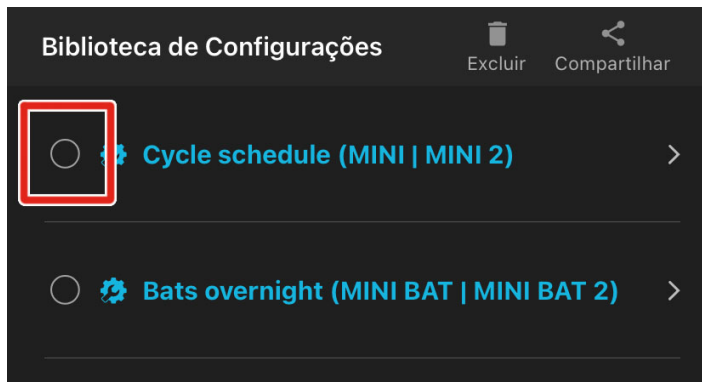 Biblioteca de Configurações
Excluir
Compartilhar
Cycle schedule (MINI | MINI 2)
Bats overnight (MINI BAT | MINI BAT 2)